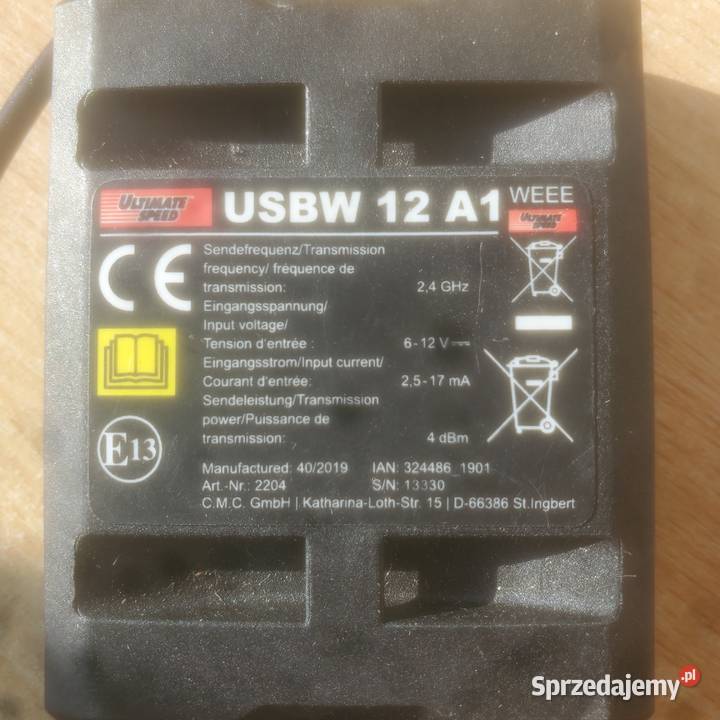 ULTIMATE SPEED
USBW 12 A1
WEEE
ULTIMATE SPEED
CE
Sendefrequenz/Transmission
frequency/ fréquence de
transmission: 2,4 GHz
Eingangsspannung/
Input voltage/
Tension d'entrée : 6-12 V
Eingangsstrom/Input current/
Courant d'entrée: 2,5-17 mA
Sendeleistung/Transmission
power/Puissance de
transmission: 4 dBm
E13
Manufactured: 40/2019 IAN: 324486_1901
Art.-Nr.: 2204 S/N: 13330
C.M.C. GmbH | Katharina-Loth-Str. 15 | D-66386 St.Ingbert
Sprzedajemy.pl